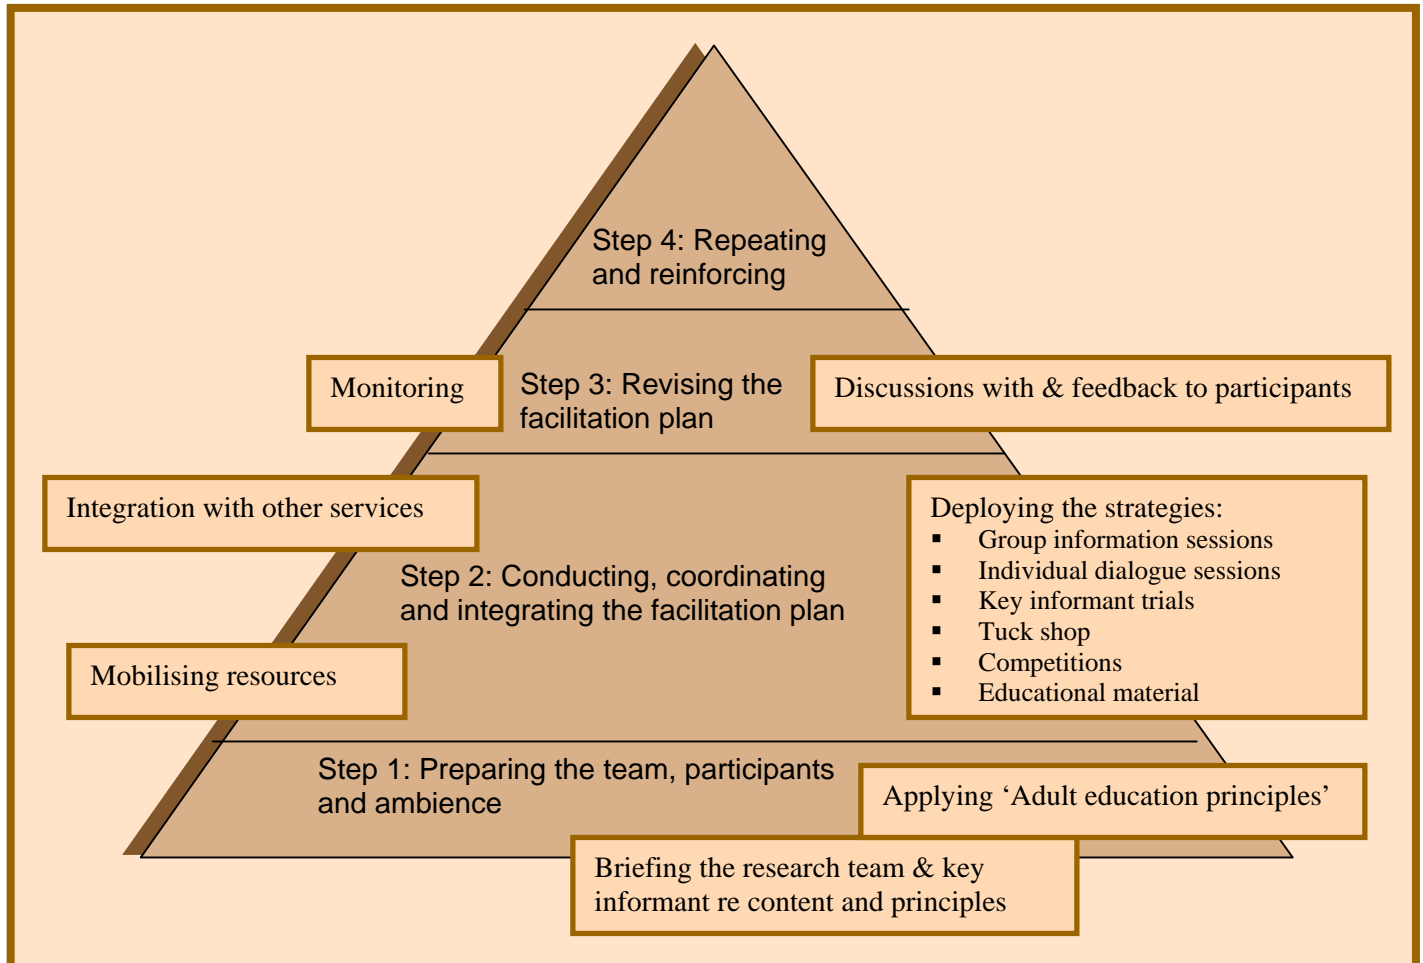 Step 4: Repeating
and reinforcing
Monitoring
Step 3: Revising the
facilitation plan
Discussions with & feedback to participants
Integration with other services
Deploying the strategies:
▪ Group information sessions
▪ Individual dialogue sessions
▪ Key informant trials
▪ Tuck shop
▪ Competitions
▪ Educational material
Step 2: Conducting, coordinating
and integrating the facilitation plan
Mobilising resources
Step 1: Preparing the team, participants
and ambience
Applying ‘Adult education principles’
Briefing the research team & key
informant re content and principles